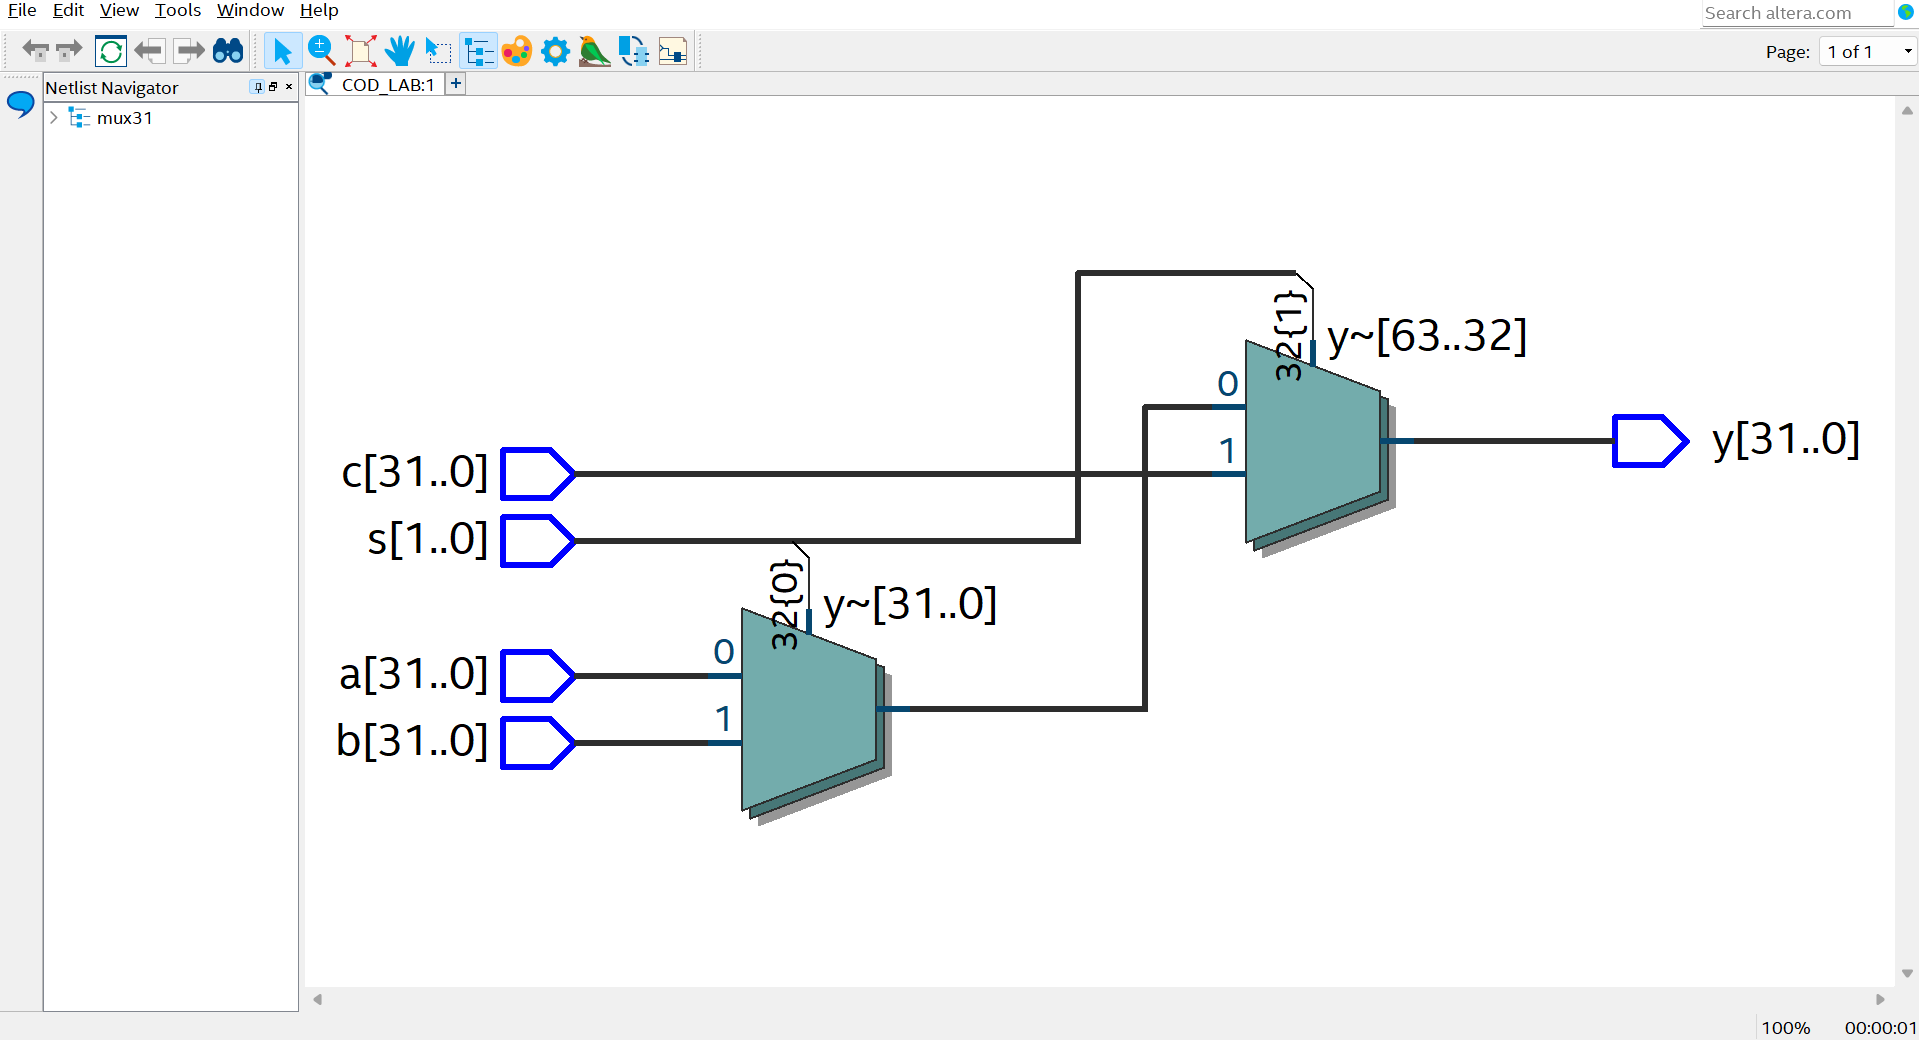 File Edit View Tools Window Help
Search altera.com
Page: 1 of 1
Netlist Navigator
COD_LAB:1
mux31
32{1}
y~[63..32]
0
1
y[31..0]
c[31..0]
s[1..0]
32{0}
y~[31..0]
0
a[31..0]
1
b[31..0]
100% 00:00:01